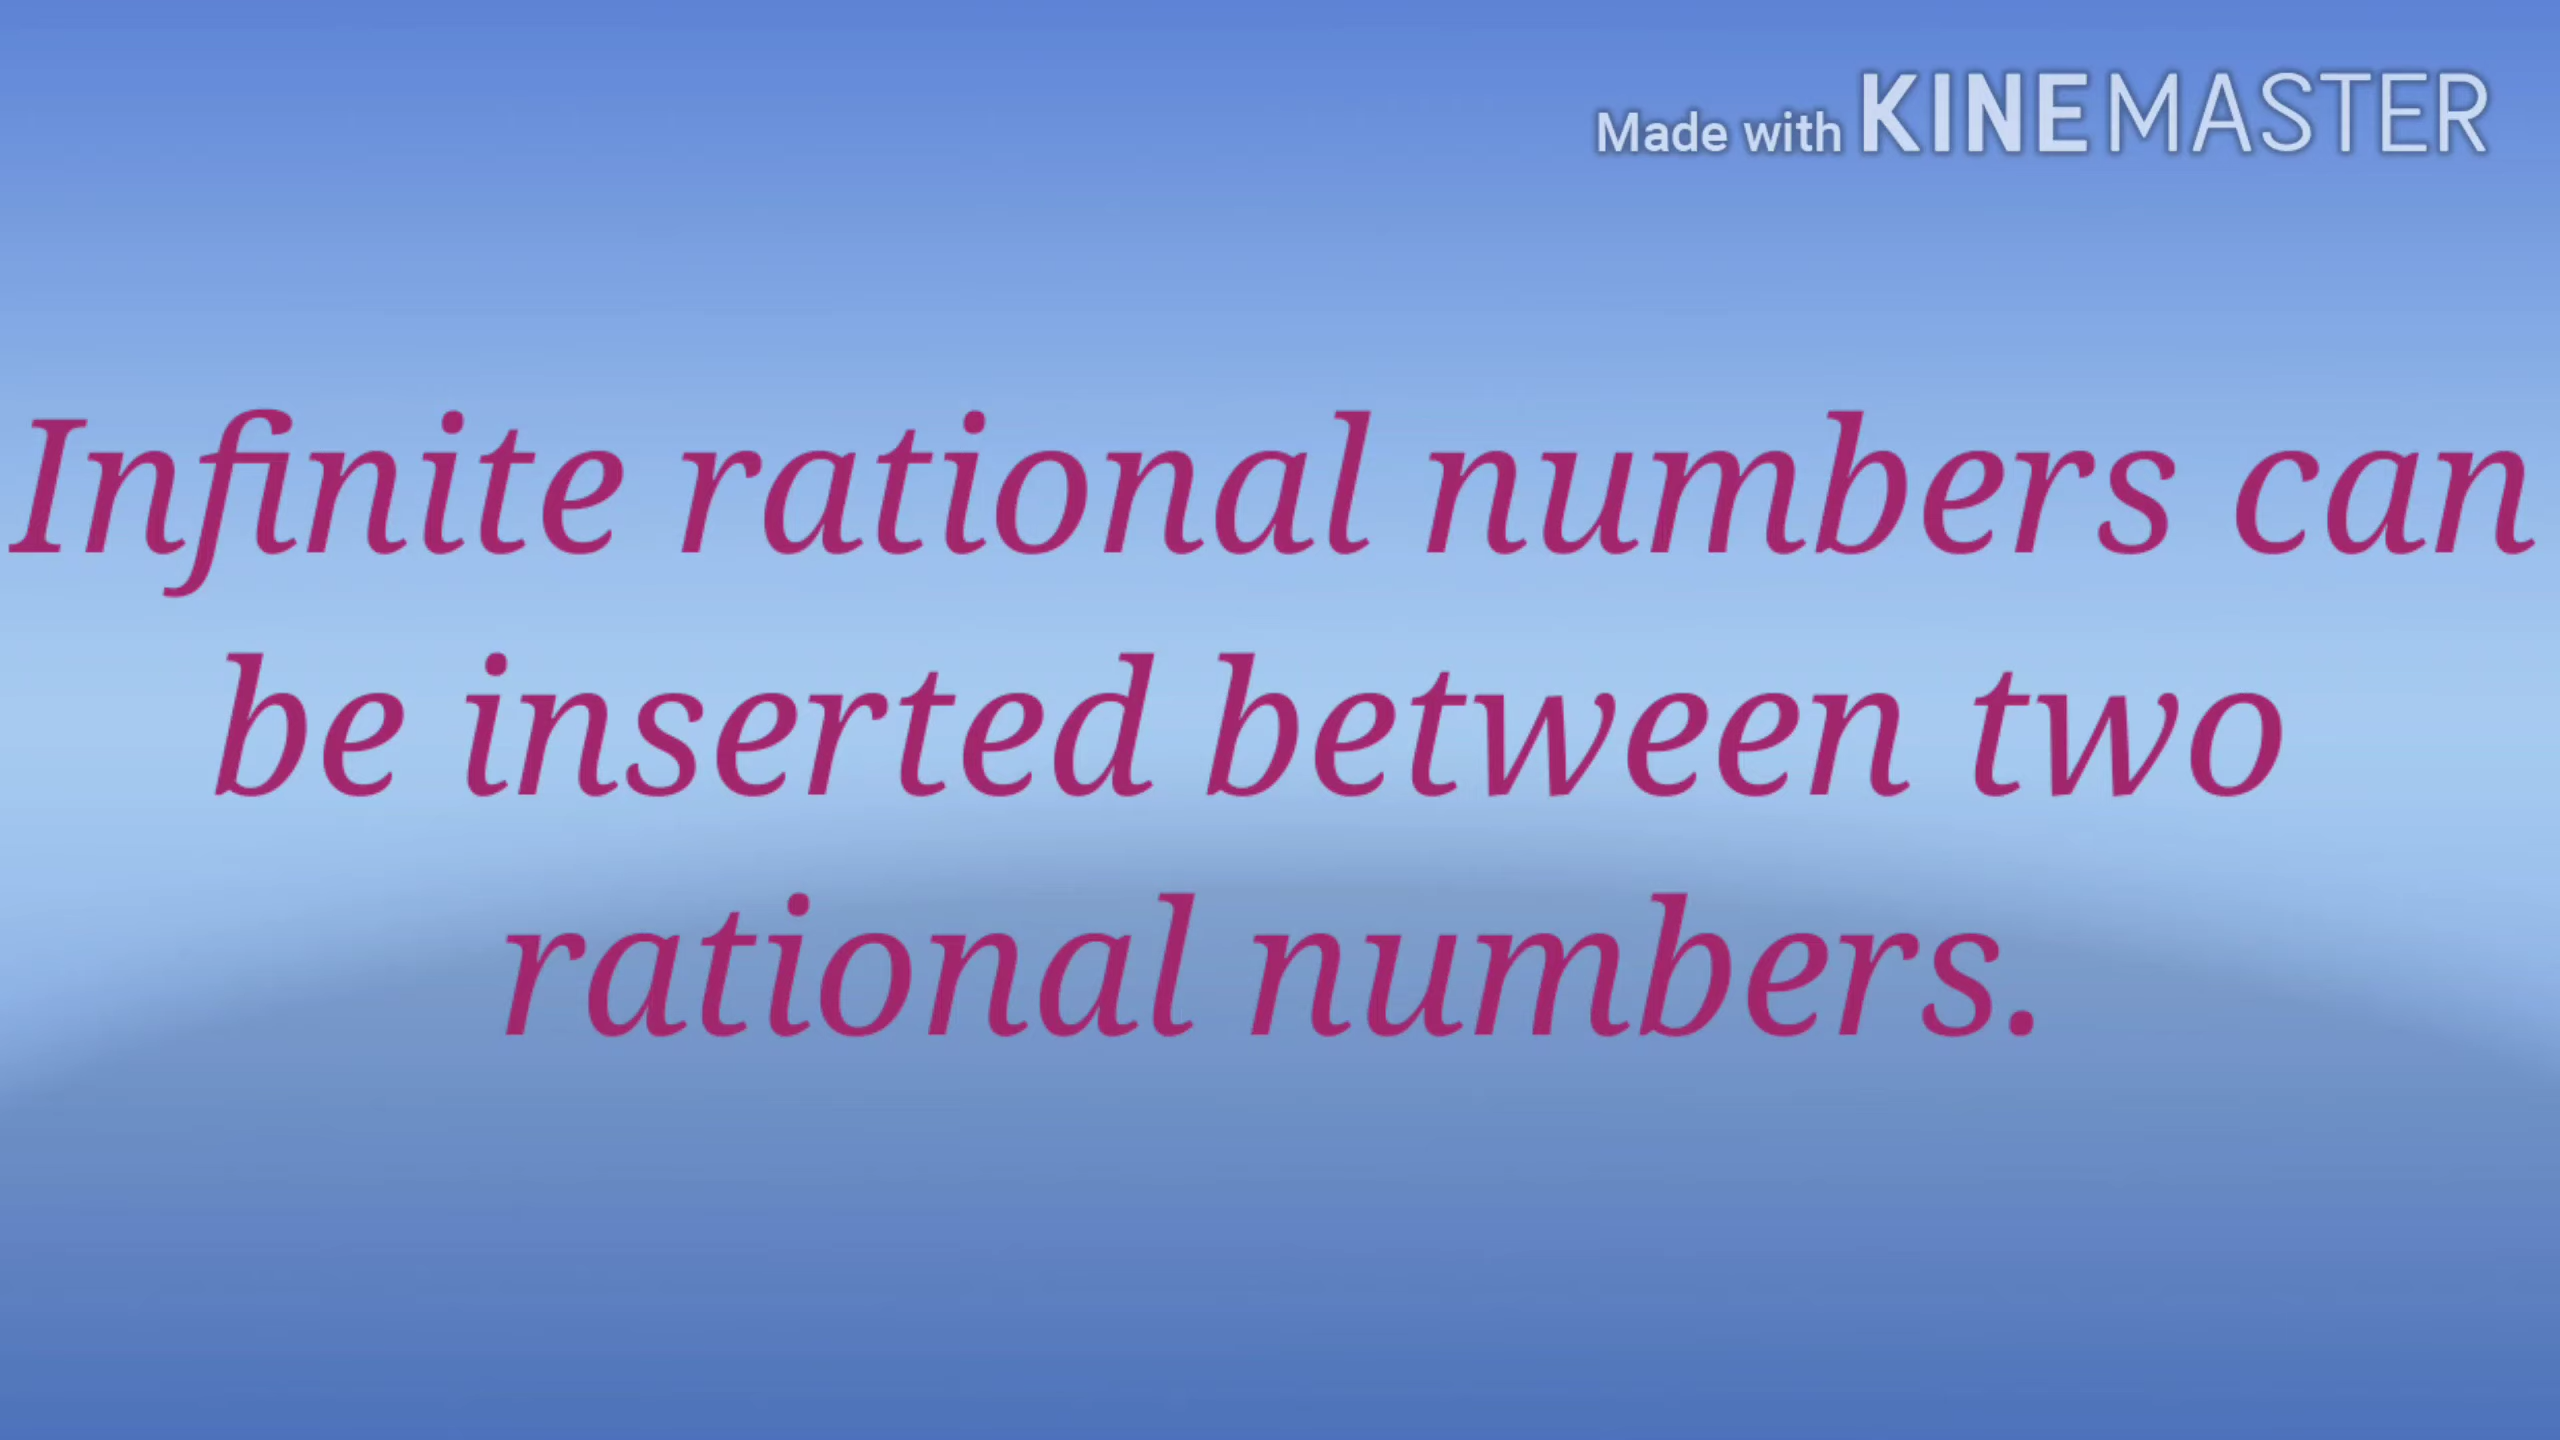 Made with KINEMASTER
Infinite rational numbers can
be inserted between two
rational numbers.